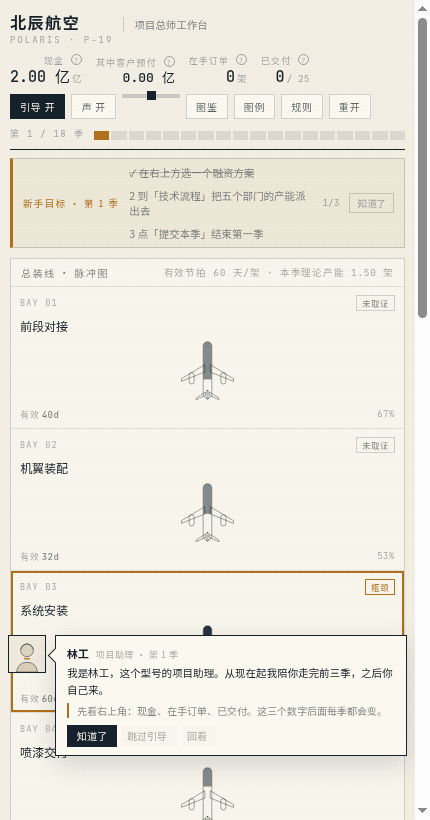 北辰航空 项目总师工作台
POLARIS · P-19
现金 ? 其中客户预付 ? 在手订单 ? 已交付 ?
2.00 亿亿 0.00 亿 0架 0/ 25
引导 开 声 开 图鉴 图例 规则 重开
第 1 / 18 季
新手目标 · 第 1 季
✓ 在右上方选一个融资方案
2 到「技术流程」把五个部门的产能派
出去
3 点「提交本季」结束第一季
1/3 知道了
总装线 · 脉冲图 有效节拍 60 天/架 · 本季理论产能 1.50 架
BAY 01 未取证
前段对接
有效 40d 67%
BAY 02 未取证
机翼装配
有效 32d 53%
BAY 03 瓶颈
系统安装
林工 项目助理 · 第 1 季
我是林工，这个型号的项目助理。从现在起我陪你走完前三季，之后你
自己来。
先看右上角：现金、在手订单、已交付。这三个数字后面每季都会变。
知道了 跳过引导 回看
有效
喷漆交